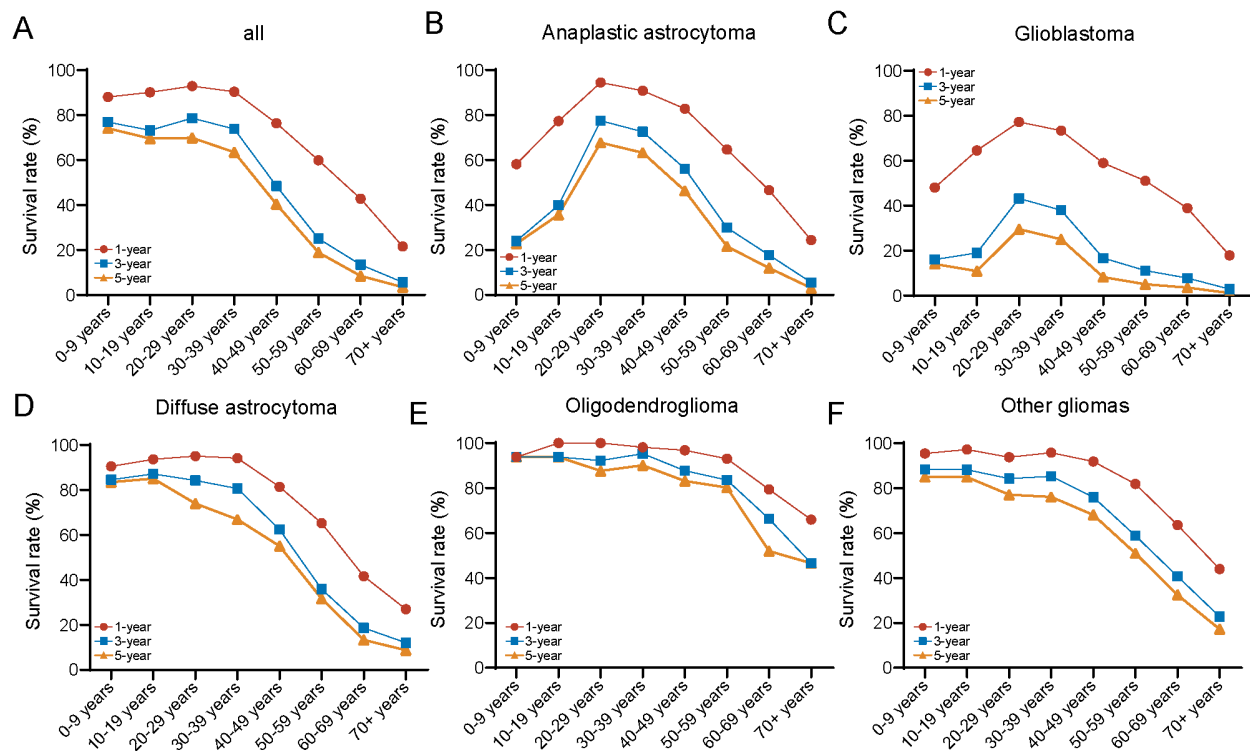 A
all
Survival rate (%)
100
80
60
40
20
0
1-year
3-year
5-year
0-9 years
10-19 years
20-29 years
30-39 years
40-49 years
50-59 years
60-69 years
70+ years
B
Anaplastic astrocytoma
Survival rate (%)
100
80
60
40
20
0
1-year
3-year
5-year
0-9 years
10-19 years
20-29 years
30-39 years
40-49 years
50-59 years
60-69 years
70+ years
C
Glioblastoma
Survival rate (%)
100
80
60
40
20
0
1-year
3-year
5-year
0-9 years
10-19 years
20-29 years
30-39 years
40-49 years
50-59 years
60-69 years
70+ years
D
Diffuse astrocytoma
Survival rate (%)
100
80
60
40
20
0
1-year
3-year
5-year
0-9 years
10-19 years
20-29 years
30-39 years
40-49 years
50-59 years
60-69 years
70+ years
E
Oligodendroglioma
Survival rate (%)
100
80
60
40
20
0
1-year
3-year
5-year
0-9 years
10-19 years
20-29 years
30-39 years
40-49 years
50-59 years
60-69 years
70+ years
F
Other gliomas
Survival rate (%)
100
80
60
40
20
0
1-year
3-year
5-year
0-9 years
10-19 years
20-29 years
30-39 years
40-49 years
50-59 years
60-69 years
70+ years